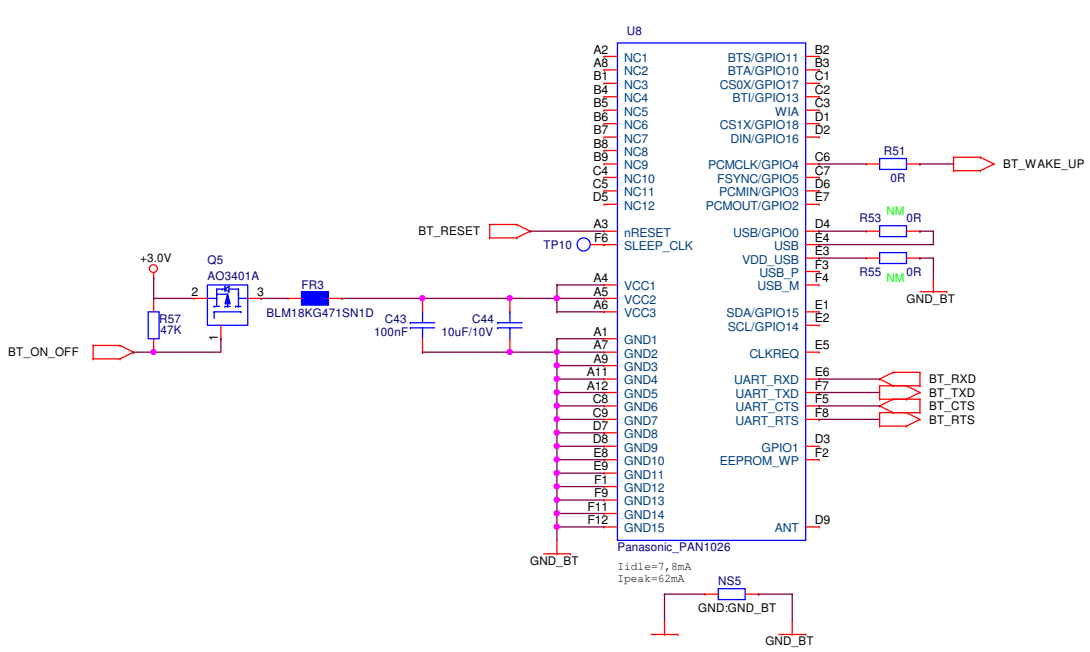 U8
A2 NC1 BTS/GPIO11 B2
A8 NC2 BTA/GPIO10 B3
B1 NC3 CS0X/GPIO17 C1
B4 NC4 BTI/GPIO13 C2
B5 NC5 WIA C3
B6 NC6 CS1X/GPIO18 D1
B7 NC7 DIN/GPIO16 D2
B8 NC8
B9 NC9 PCMCLK/GPIO4 C6 R51 0R BT_WAKE_UP
C4 NC10 FSYNC/GPIO5 C7
C5 NC11 PCMIN/GPIO3 D6
D5 NC12 PCMOUT/GPIO2 E7
NM
BT_RESET A3 nRESET USB/GPIO0 D4 R53 0R
TP10 F6 SLEEP_CLK USB E4
VDD_USB E3 R55 NM 0R
USB_P F3
A4 VCC1 USB_M F4
GND_BT
+3.0V
Q5
AO3401A
2 3 1
FR3
BLM18KG471SN1D
R57
47K
BT_ON_OFF
C43
100nF
C44
10uF/10V
A5 VCC2
A6 VCC3 SDA/GPIO15 E1
SCL/GPIO14 E2
A1 GND1
A7 GND2 CLKREQ E5
A9 GND3
A11 GND4 UART_RXD E6 BT_RXD
A12 GND5 UART_TXD F7 BT_TXD
C8 GND6 UART_CTS F5 BT_CTS
C9 GND7 UART_RTS F8 BT_RTS
D7 GND8
D8 GND9 GPIO1 D3
E8 GND10 EEPROM_WP F2
E9 GND11
F1 GND12
F9 GND13
F11 GND14
F12 GND15 ANT D9
GND_BT
Panasonic_PAN1026
Iidle=7,8mA
Ipeak=62mA
NS5
GND:GND_BT
GND_BT